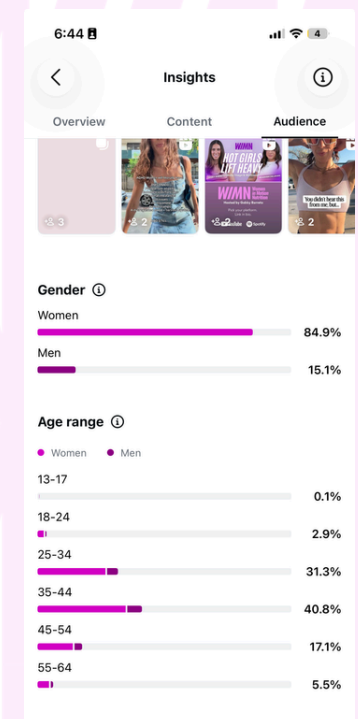 6:44
4
Insights
Overview Content Audience
WIMN
HOT GIRLS
LIFT HEAVY
WIMN
You didn't hear this
from me, but...
3
2
2
2
Spotify
Gender
Women
84.9%
Men
15.1%
Age range
Women Men
13-17
0.1%
18-24
2.9%
25-34
31.3%
35-44
40.8%
45-54
17.1%
55-64
5.5%